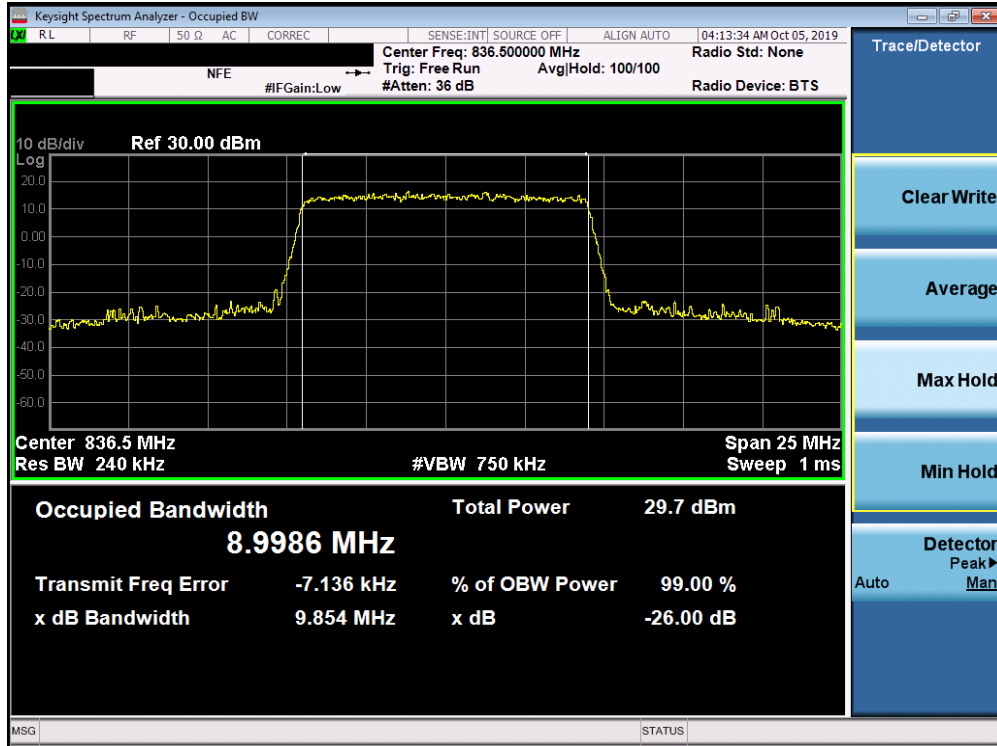 Keysight Spectrum Analyzer - Occupied BW
LXI RL RF 50 Ω AC CORREC SENSE:INT SOURCE OFF ALIGN AUTO 04:13:34 AM Oct 05, 2019
Center Freq: 836.500000 MHz Radio Std: None
NFE Trig: Free Run Avg|Hold: 100/100
#IFGain:Low #Atten: 36 dB Radio Device: BTS
10 dB/div Ref 30.00 dBm
Log
20.0
10.0
0.00
-10.0
-20.0
-30.0
-40.0
-50.0
-60.0
Center 836.5 MHz Span 25 MHz
Res BW 240 kHz #VBW 750 kHz Sweep 1 ms
Occupied Bandwidth Total Power 29.7 dBm
8.9986 MHz
Transmit Freq Error -7.136 kHz % of OBW Power 99.00 %
x dB Bandwidth 9.854 MHz x dB -26.00 dB
MSG STATUS
Trace/Detector
Clear Write
Average
Max Hold
Min Hold
Detector
Peak▶
Auto Man